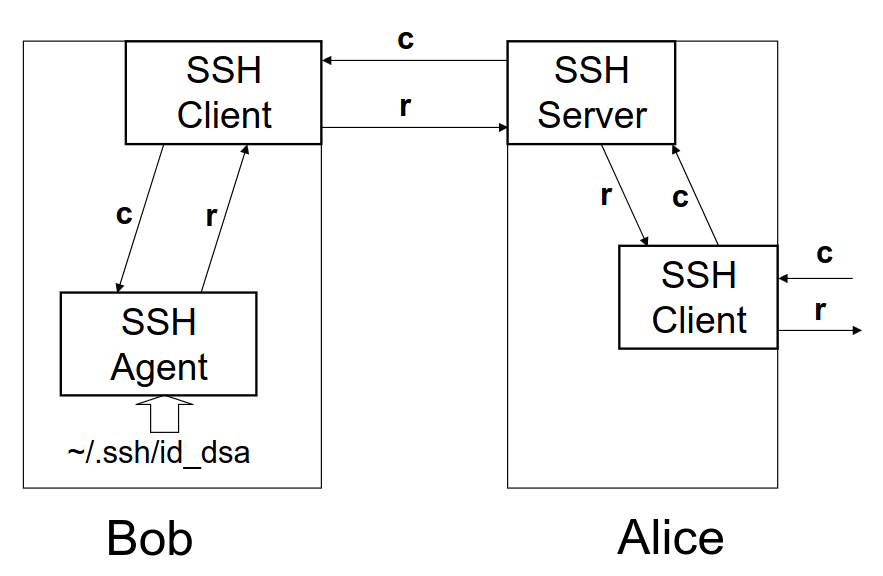 SSH
Client
c
r
SSH
Server
c
r
r
c
SSH
Client
c
r
SSH
Agent
~/.ssh/id_dsa
Bob
Alice